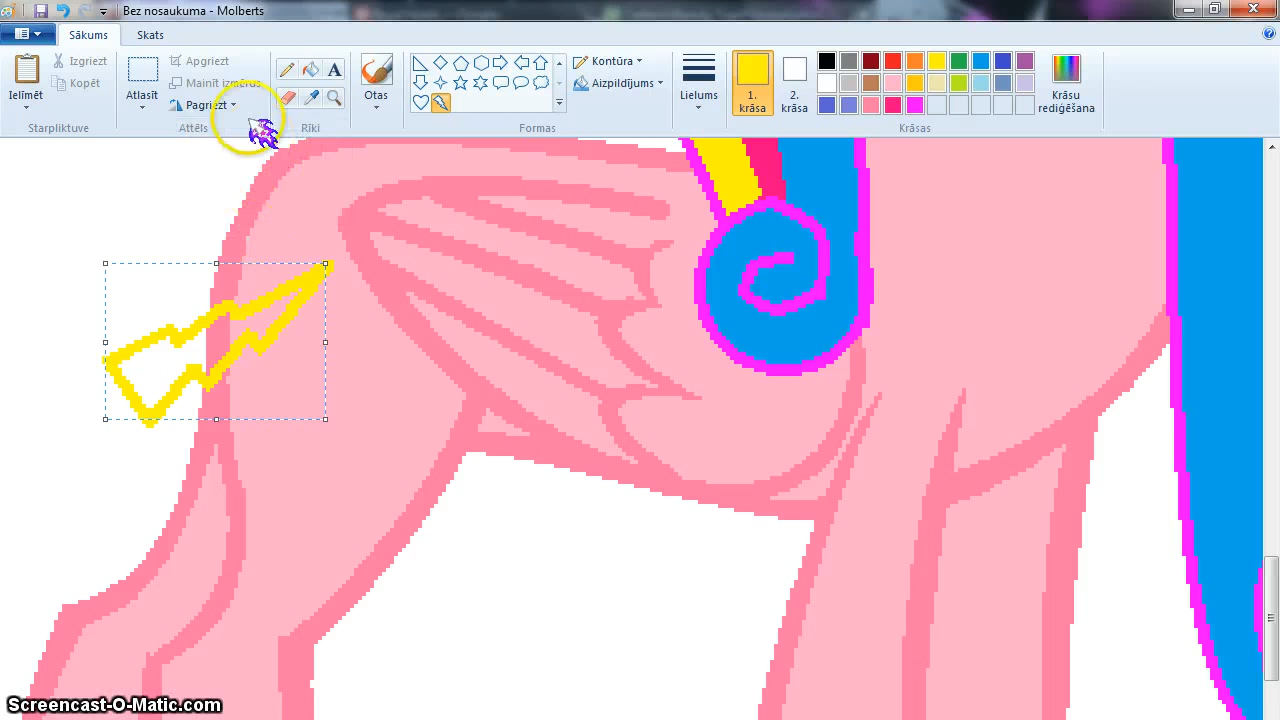 Bez nosaukuma - Molberts
Sākums Skats
Ielīmēt
Izgriezt
Kopēt
Starpliktuve
Atlasīt
Apgriezt
Mainīt izmērus
Pagriezt
Attēls
A
Rīki
Otas
Kontūra
Aizpildījums
Formas
Lielums
1. krāsa
2. krāsa
Krāsu rediģēšana
Krāsas
Screencast-O-Matic.com